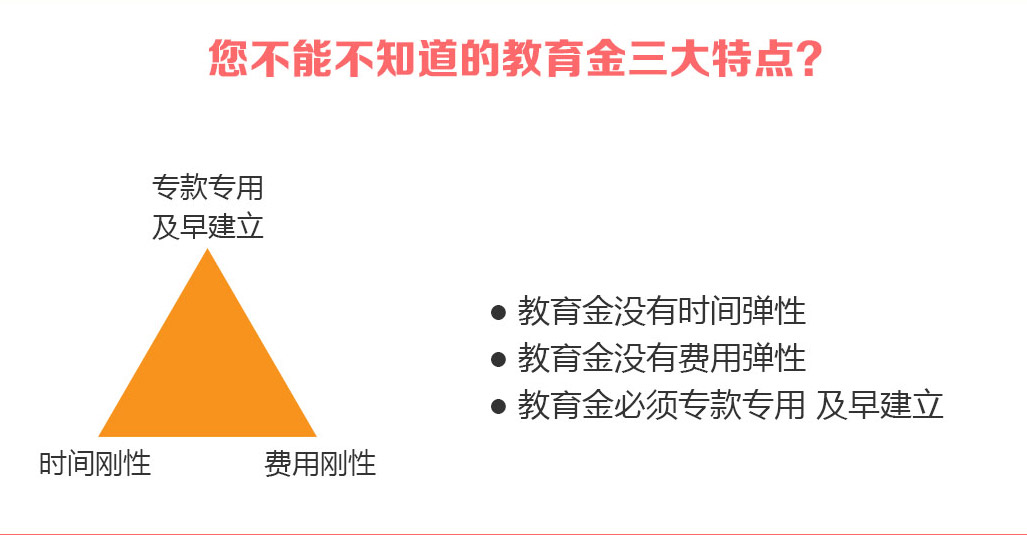 您不能不知道的教育金三大特点？
专款专用
及早建立
时间刚性
费用刚性
● 教育金没有时间弹性
● 教育金没有费用弹性
● 教育金必须专款专用 及早建立